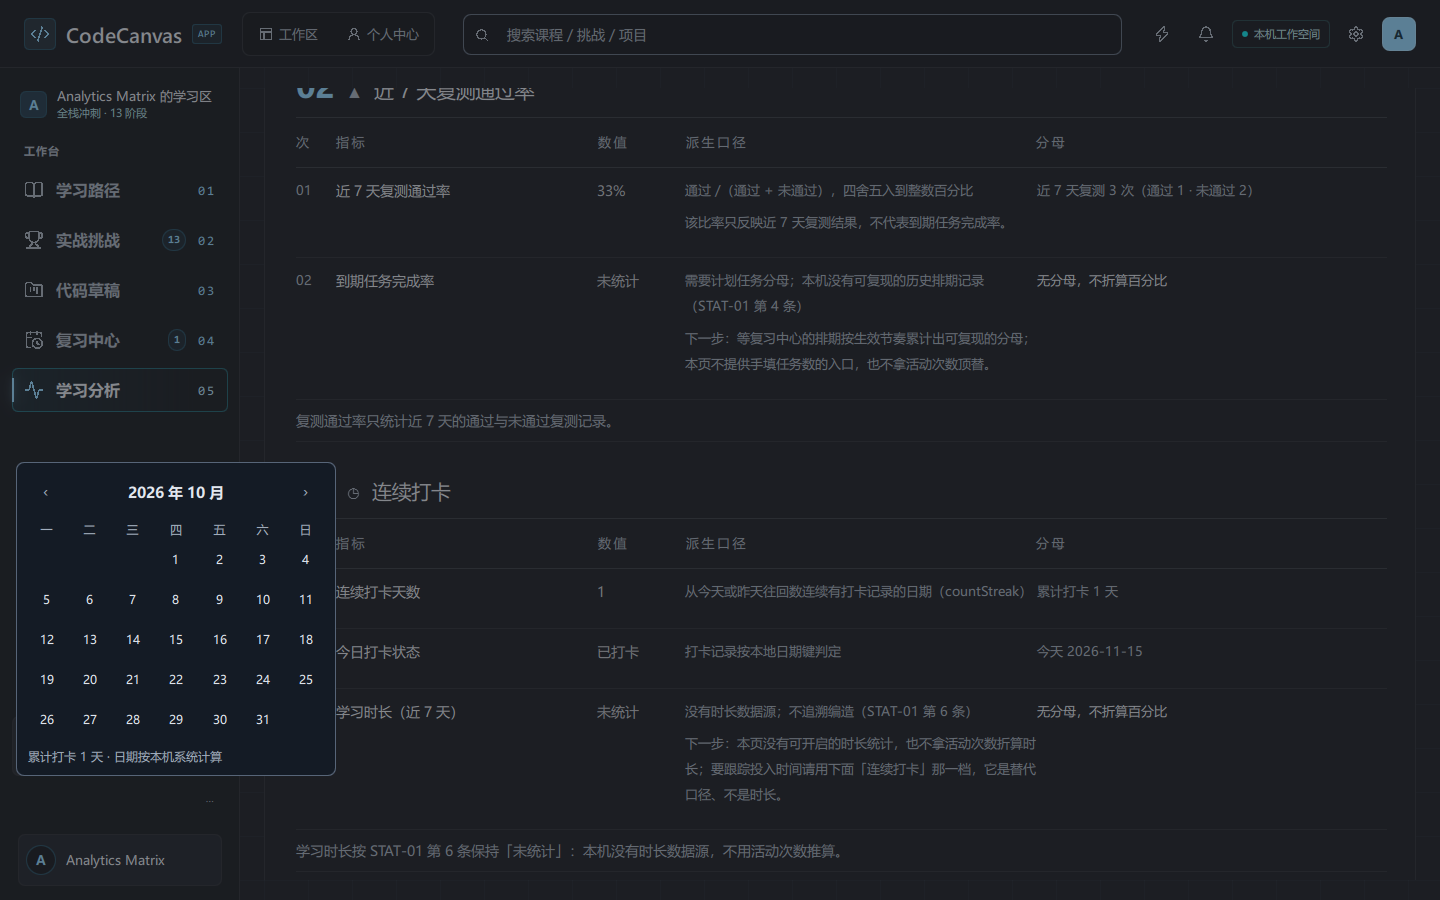 CodeCanvas APP
工作区
个人中心
搜索课程 / 挑战 / 项目
本机工作空间
A
A
Analytics Matrix 的学习区
全栈冲刺 · 13 阶段
工作台
学习路径 01
实战挑战 13 02
代码草稿 03
复习中心 1 04
学习分析 05
02 ▲ 近 7 天复测通过率
次 指标 数值 派生口径 分母
01 近 7 天复测通过率 33% 通过 /（通过 + 未通过），四舍五入到整数百分比 近 7 天复测 3 次（通过 1 · 未通过 2）
该比率只反映近 7 天复测结果，不代表到期任务完成率。
02 到期任务完成率 未统计 需要计划任务分母；本机没有可复现的历史排期记录 无分母，不折算百分比
（STAT-01 第 4 条）
下一步：等复习中心的排期按生效节奏累计出可复现的分母；
本页不提供手填任务数的入口，也不拿活动次数顶替。
复测通过率只统计近 7 天的通过与未通过复测记录。
‹ 2026 年 10 月 ›
一 二 三 四 五 六 日
1 2 3 4
5 6 7 8 9 10 11
12 13 14 15 16 17 18
19 20 21 22 23 24 25
26 27 28 29 30 31
累计打卡 1 天 · 日期按本机系统计算
连续打卡
指标 数值 派生口径 分母
连续打卡天数 1 从今天或昨天往回数连续有打卡记录的日期（countStreak） 累计打卡 1 天
今日打卡状态 已打卡 打卡记录按本地日期键判定 今天 2026-11-15
学习时长（近 7 天） 未统计 没有时长数据源；不追溯编造（STAT-01 第 6 条） 无分母，不折算百分比
下一步：本页没有可开启的时长统计，也不拿活动次数折算时
长；要跟踪投入时间请用下面「连续打卡」那一档，它是替代
口径、不是时长。
学习时长按 STAT-01 第 6 条保持「未统计」：本机没有时长数据源，不用活动次数推算。
...
A Analytics Matrix